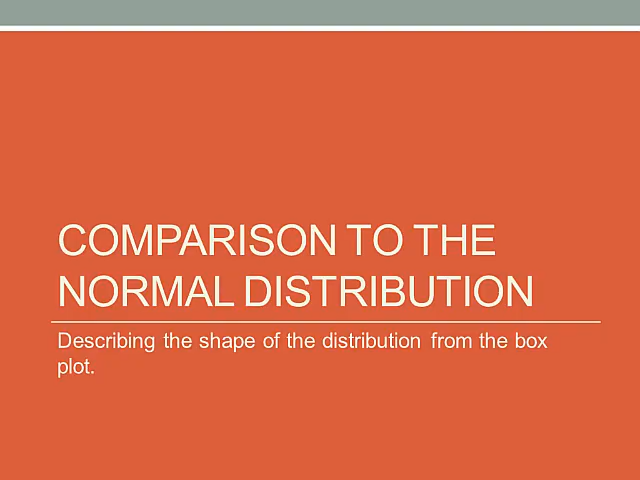 COMPARISON TO THE
NORMAL DISTRIBUTION
Describing the shape of the distribution from the box
plot.